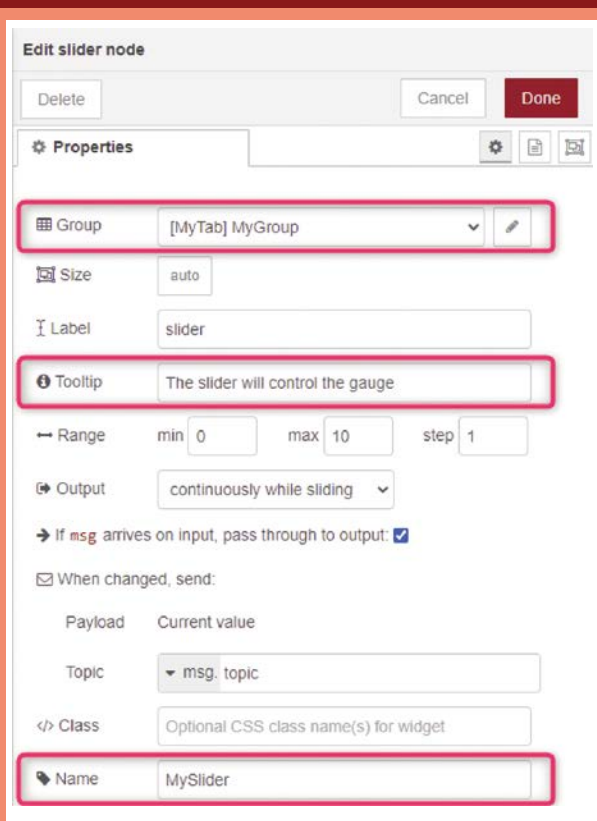 Edit slider node
Delete Cancel Done
Properties
Group [MyTab] MyGroup
Size auto
Label slider
Tooltip The slider will control the gauge
Range min 0 max 10 step 1
Output continuously while sliding
If msg arrives on input, pass through to output:
When changed, send:
Payload Current value
Topic msg. topic
</> Class Optional CSS class name(s) for widget
Name MySlider